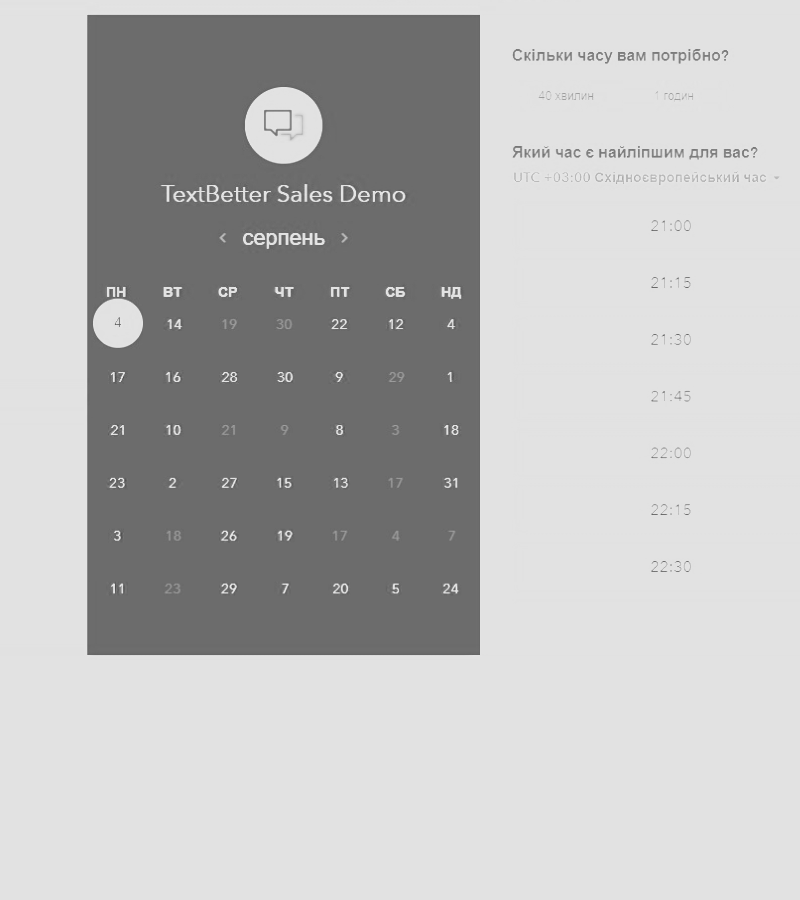 TextBetter Sales Demo
серпень
ПН ВТ СР ЧТ ПТ СБ НД
4 14 19 30 22 12 4
17 16 28 30 9 29 1
21 10 21 9 8 3 18
23 2 27 15 13 17 31
3 18 26 19 17 4 7
11 23 29 7 20 5 24
Скільки часу вам потрібно?
40 хвилин 1 годин
Який час є найліпшим для вас?
UTC +03:00 Східноєвропейський час
21:00
21:15
21:30
21:45
22:00
22:15
22:30